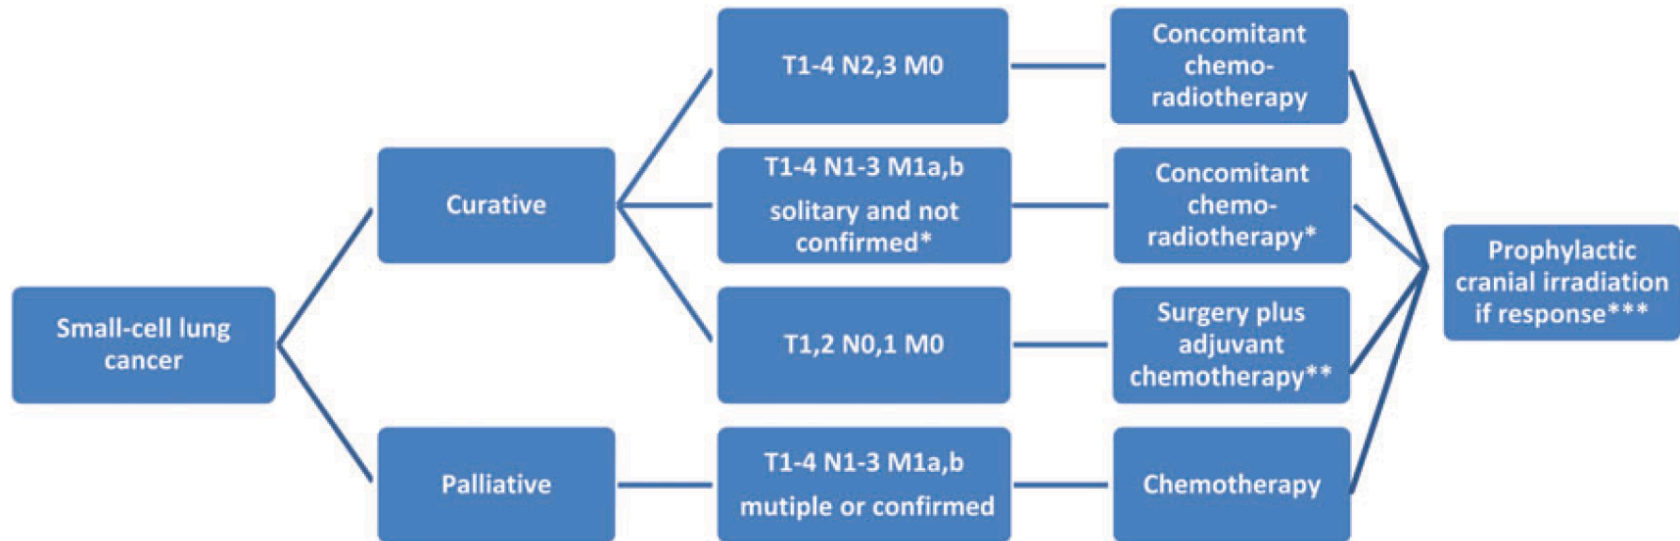 Small-cell lung
cancer
Curative
Palliative
T1-4 N2,3 M0
T1-4 N1-3 M1a,b
solitary and not
confirmed*
T1,2 N0,1 M0
T1-4 N1-3 M1a,b
mutiple or confirmed
Concomitant
chemo-
radiotherapy
Concomitant
chemo-
radiotherapy*
Surgery plus
adjuvant
chemotherapy**
Chemotherapy
Prophylactic
cranial irradiation
if response***